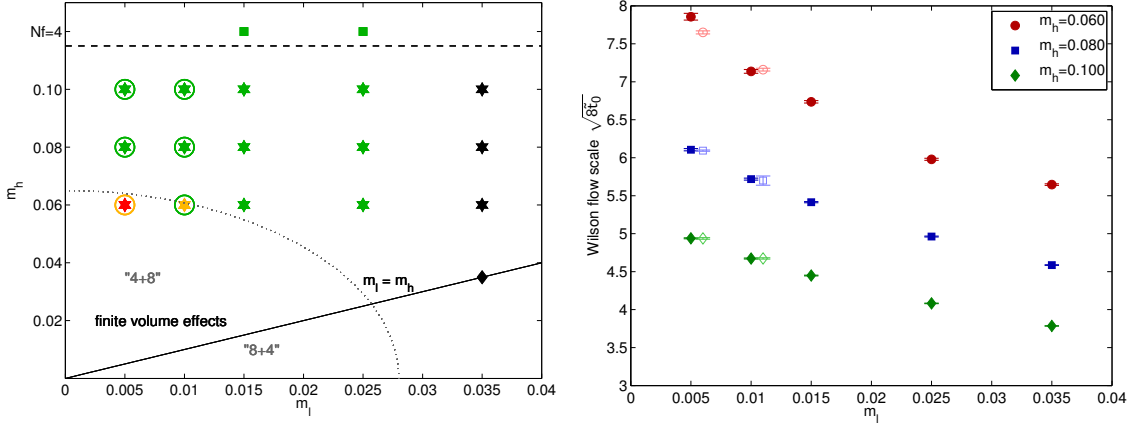 Nf=4
0.10
0.08
0.06
0.04
0.02
m_h
"4+8"
m_l = m_h
finite volume effects
"8+4"
0 0.005 0.01 0.015 0.02 0.025 0.03 0.035 0.04
m_l
8
7.5
7
6.5
6
5.5
5
4.5
4
3.5
3
Wilson flow scale √8t̃_0
m_h=0.060
m_h=0.080
m_h=0.100
0 0.005 0.01 0.015 0.02 0.025 0.03 0.035 0.04
m_l